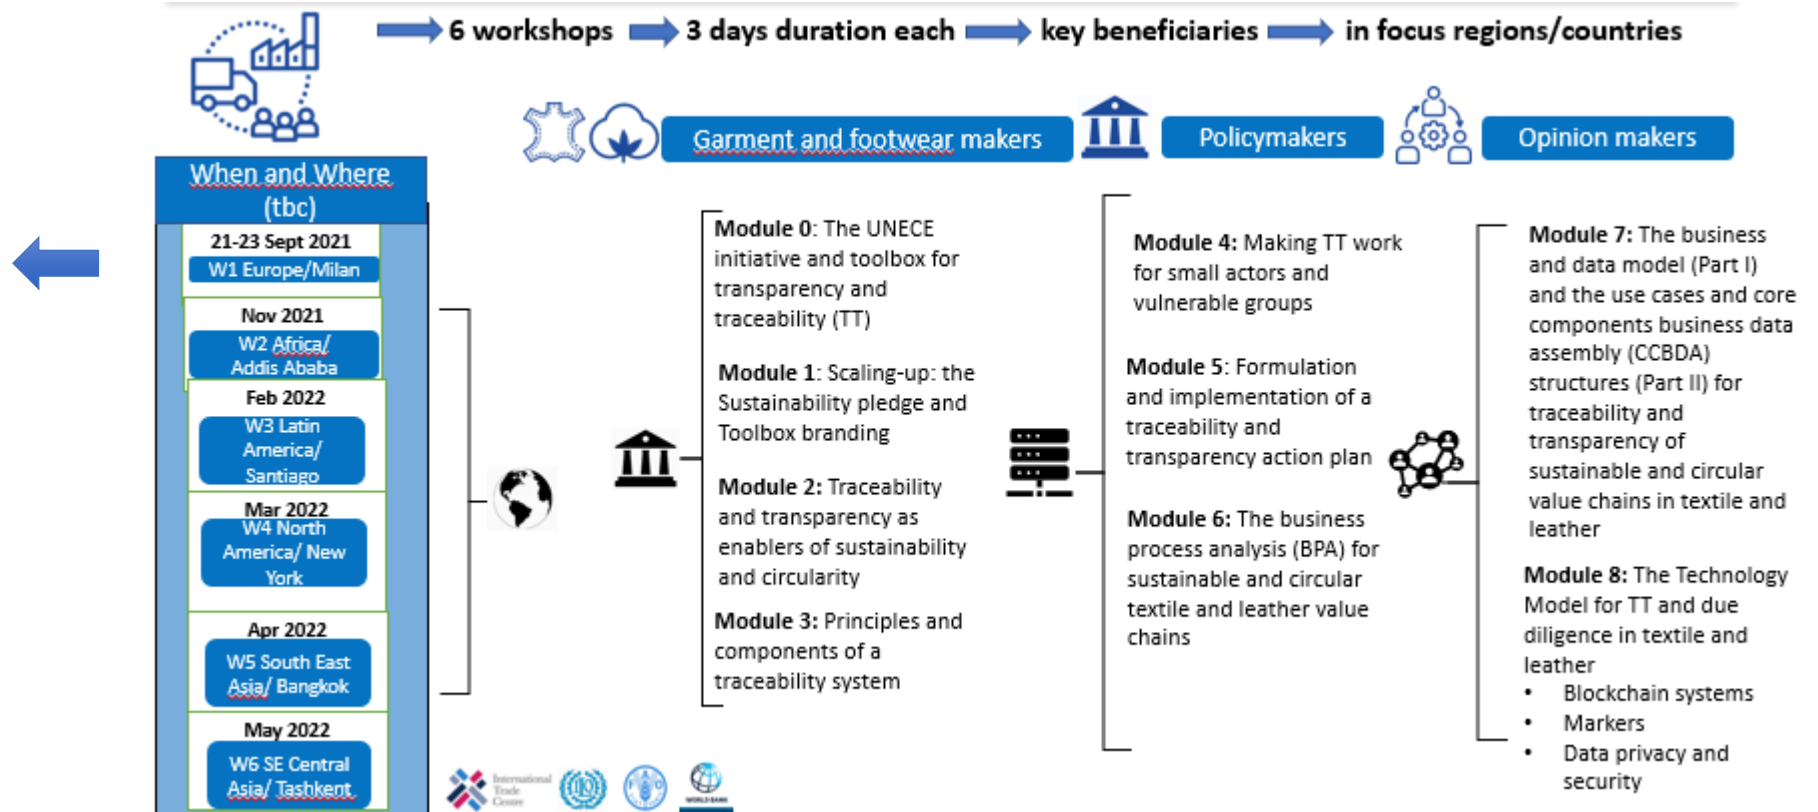 6 workshops
3 days duration each
key beneficiaries
in focus regions/countries
Garment and footwear makers
Policymakers
Opinion makers
When and Where
(tbc)
21-23 Sept 2021
W1 Europe/Milan
Nov 2021
W2 Africa/
Addis Ababa
Feb 2022
W3 Latin
America/
Santiago
Mar 2022
W4 North
America/ New
York
Apr 2022
W5 South East
Asia/ Bangkok
May 2022
W6 SE Central
Asia/ Tashkent
Module 0: The UNECE
initiative and toolbox for
transparency and
traceability (TT)
Module 1: Scaling-up: the
Sustainability pledge and
Toolbox branding
Module 2: Traceability
and transparency as
enablers of sustainability
and circularity
Module 3: Principles and
components of a
traceability system
Module 4: Making TT work
for small actors and
vulnerable groups
Module 5: Formulation
and implementation of a
traceability and
transparency action plan
Module 6: The business
process analysis (BPA) for
sustainable and circular
textile and leather value
chains
Module 7: The business
and data model (Part I)
and the use cases and core
components business data
assembly (CCBDA)
structures (Part II) for
traceability and
transparency of
sustainable and circular
value chains in textile and
leather
Module 8: The Technology
Model for TT and due
diligence in textile and
leather
• Blockchain systems
• Markers
• Data privacy and
security
International
Trade
Centre
WORLD BANK